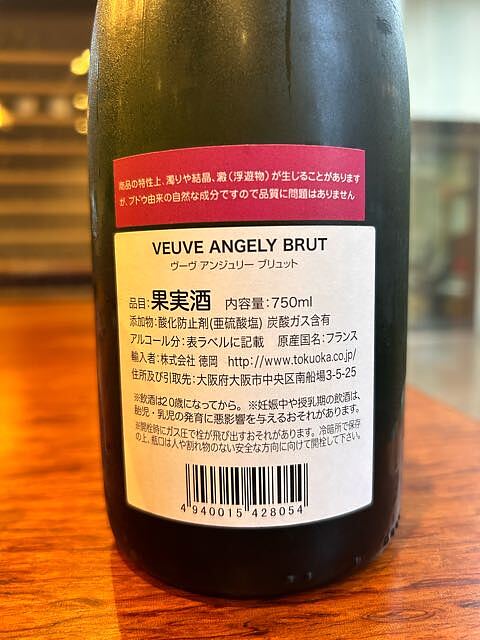 商品の特性上、濁りや結晶、澱(浮遊物)が生じることがあります
が、ブドウ由来の自然な成分ですので品質に問題はありません
VEUVE ANGELY BRUT
ヴーヴ アンジュリー ブリュット
品目:果実酒 内容量:750ml
添加物:酸化防止剤(亜硫酸塩) 炭酸ガス含有
アルコール分:表ラベルに記載 原産国名:フランス
輸入者:株式会社 徳岡 http://www.tokuoka.co.jp/
住所及び引取先:大阪府大阪市中央区南船場3-5-25
※飲酒は20歳になってから。※妊娠中や授乳期の飲酒は、
胎児・乳児の発育に悪影響を与えるおそれがあります。
※開栓時にガス圧で栓が飛び出すおそれがあります。冷暗所で保存
の上、瓶口は人や割れ物のない安全な方向に向けて開栓して下さい。
4 940015 428054